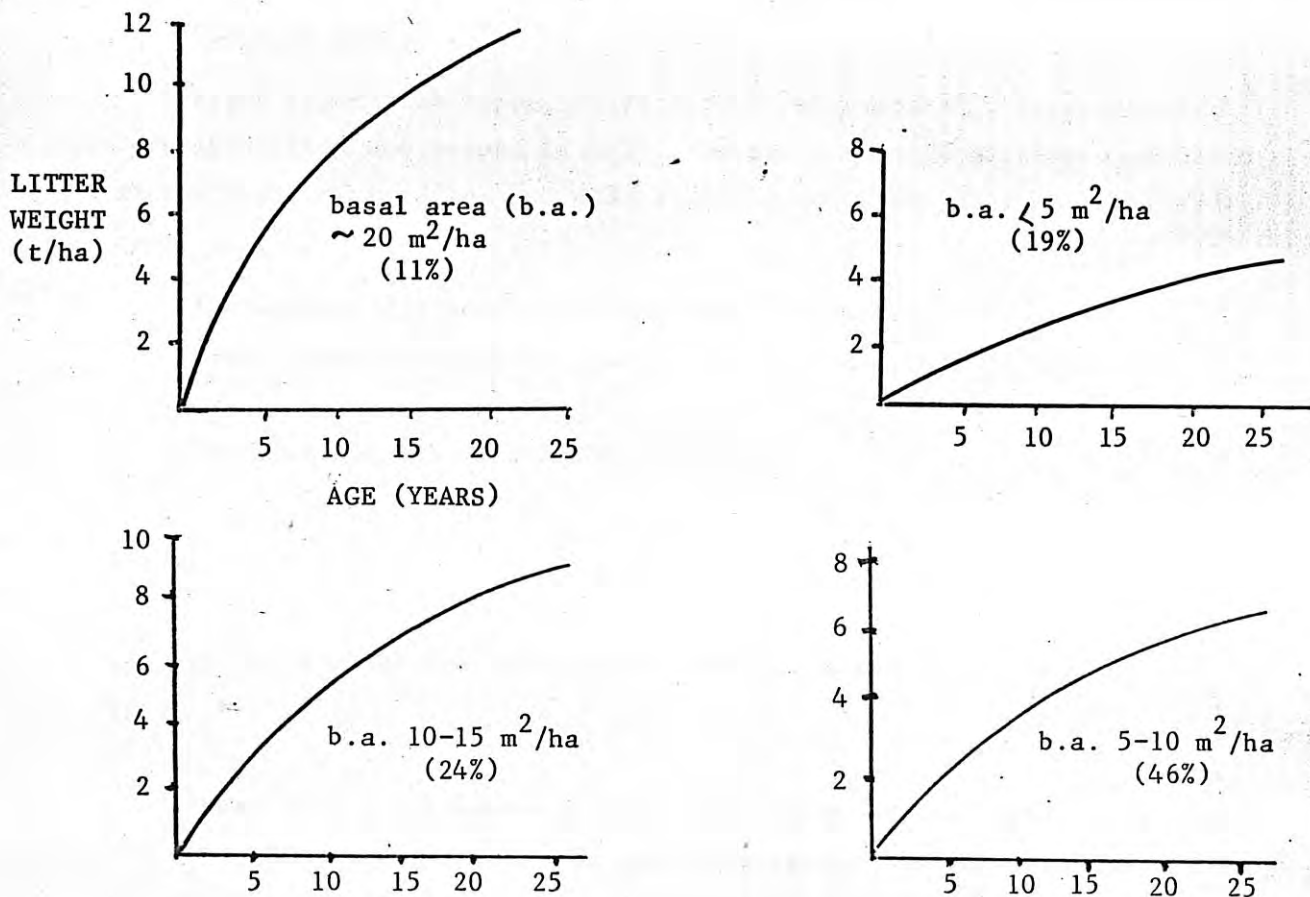 12
10
8
6
4
2
LITTER
WEIGHT
(t/ha)
basal area (b.a.)
~ 20 m²/ha
(11%)
5 10 15 20 25
AGE (YEARS)
8
6
4
2
b.a. < 5 m²/ha
(19%)
5 10 15 20 25
10
8
6
4
2
b.a. 10-15 m²/ha
(24%)
5 10 15 20 25
8
6
4
2
b.a. 5-10 m²/ha
(46%)
5 10 15 20 25